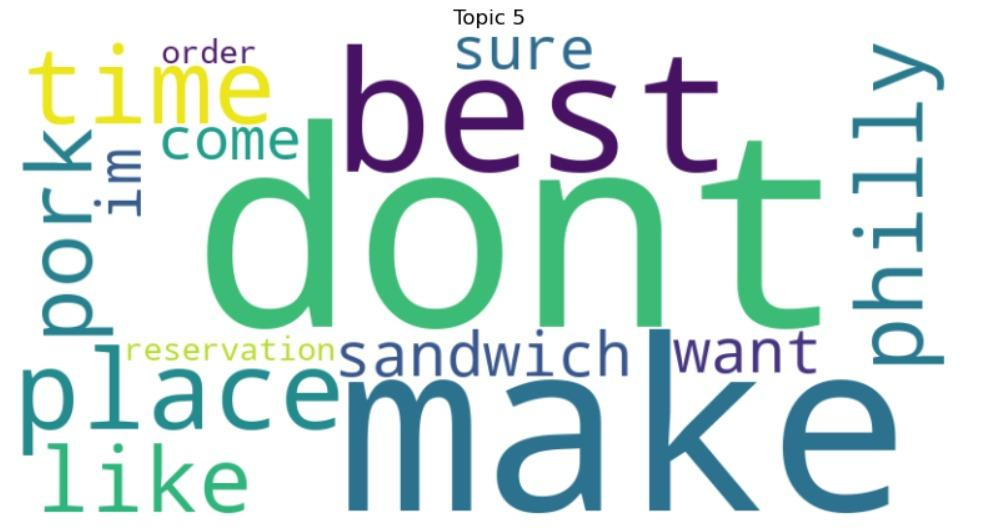 Topic 5
order
sure
time
best
come
philly
pork
im
dont
reservation
sandwich
want
place
make
like